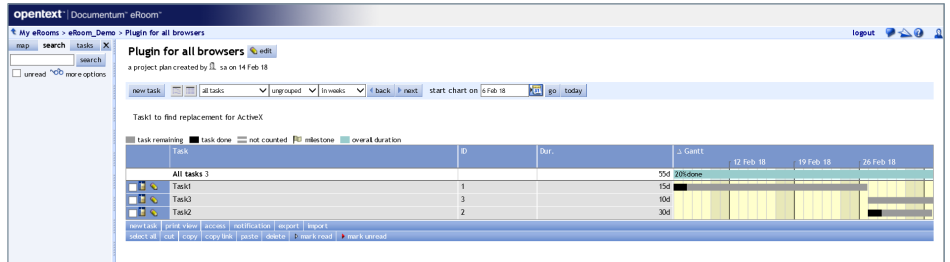 opentext™ | Documentum™ eRoom™
My eRooms > eRoom_Demo > Plugin for all browsers
logout
map search tasks X
search
unread more options
Plugin for all browsers edit
a project plan created by sa on 14 Feb 18
new task all tasks ungrouped In weeks back next start chart on 6 Feb 18 go today
Task1 to find replacement for ActiveX
task remaining task done not counted milestone overall duration
Task ID Dur. Gantt
12 Feb 18 19 Feb 18 26 Feb 18
All tasks 3 55d 20%done
Task1 1 15d
Task3 3 10d
Task2 2 30d
new task print view access notification export import
select all cut copy copy link paste delete mark read mark unread